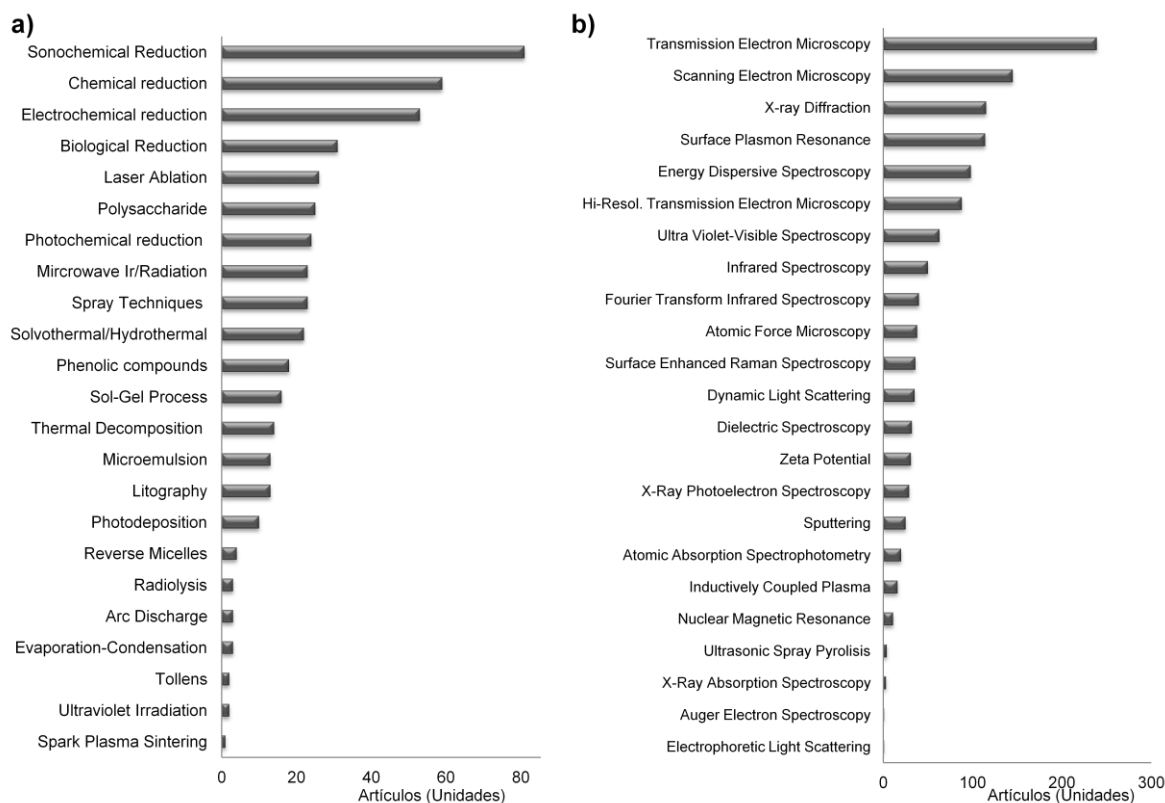 a)
Sonochemical Reduction
Chemical reduction
Electrochemical reduction
Biological Reduction
Laser Ablation
Polysaccharide
Photochemical reduction
Mircrowave Ir/Radiation
Spray Techniques
Solvothermal/Hydrothermal
Phenolic compounds
Sol-Gel Process
Thermal Decomposition
Microemulsion
Litography
Photodeposition
Reverse Micelles
Radiolysis
Arc Discharge
Evaporation-Condensation
Tollens
Ultraviolet Irradiation
Spark Plasma Sintering
0 20 40 60 80
Artículos (Unidades)
b)
Transmission Electron Microscopy
Scanning Electron Microscopy
X-ray Diffraction
Surface Plasmon Resonance
Energy Dispersive Spectroscopy
Hi-Resol. Transmission Electron Microscopy
Ultra Violet-Visible Spectroscopy
Infrared Spectroscopy
Fourier Transform Infrared Spectroscopy
Atomic Force Microscopy
Surface Enhanced Raman Spectroscopy
Dynamic Light Scattering
Dielectric Spectroscopy
Zeta Potential
X-Ray Photoelectron Spectroscopy
Sputtering
Atomic Absorption Spectrophotometry
Inductively Coupled Plasma
Nuclear Magnetic Resonance
Ultrasonic Spray Pyrolisis
X-Ray Absorption Spectroscopy
Auger Electron Spectroscopy
Electrophoretic Light Scattering
0 100 200 300
Artículos (Unidades)